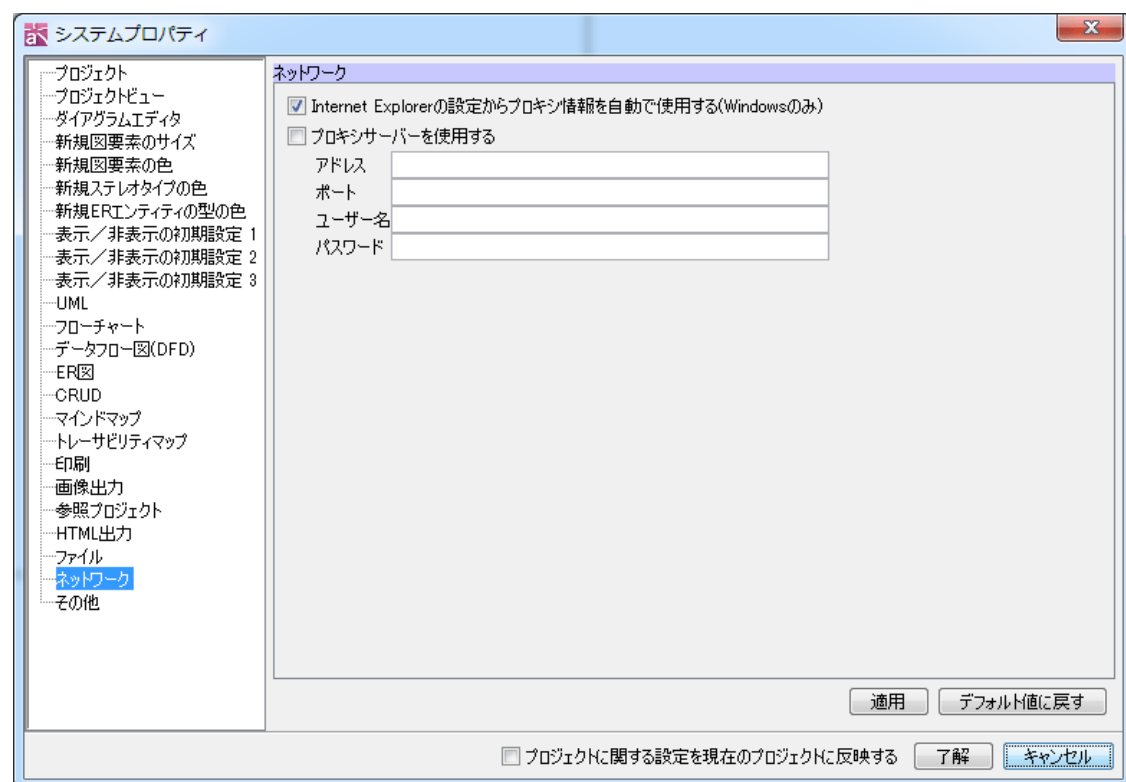 システムプロパティ
プロジェクト
プロジェクトビュー
ダイアグラムエディタ
新規図要素のサイズ
新規図要素の色
新規ステレオタイプの色
新規ERエンティティの型の色
表示／非表示の初期設定 1
表示／非表示の初期設定 2
表示／非表示の初期設定 3
UML
フローチャート
データフロー図(DFD)
ER図
CRUD
マインドマップ
トレーサビリティマップ
印刷
画像出力
参照プロジェクト
HTML出力
ファイル
ネットワーク
その他
ネットワーク
Internet Explorerの設定からプロキシ情報を自動で使用する(Windowsのみ)
プロキシサーバーを使用する
アドレス
ポート
ユーザー名
パスワード
適用 デフォルト値に戻す
プロジェクトに関する設定を現在のプロジェクトに反映する 了解 キャンセル